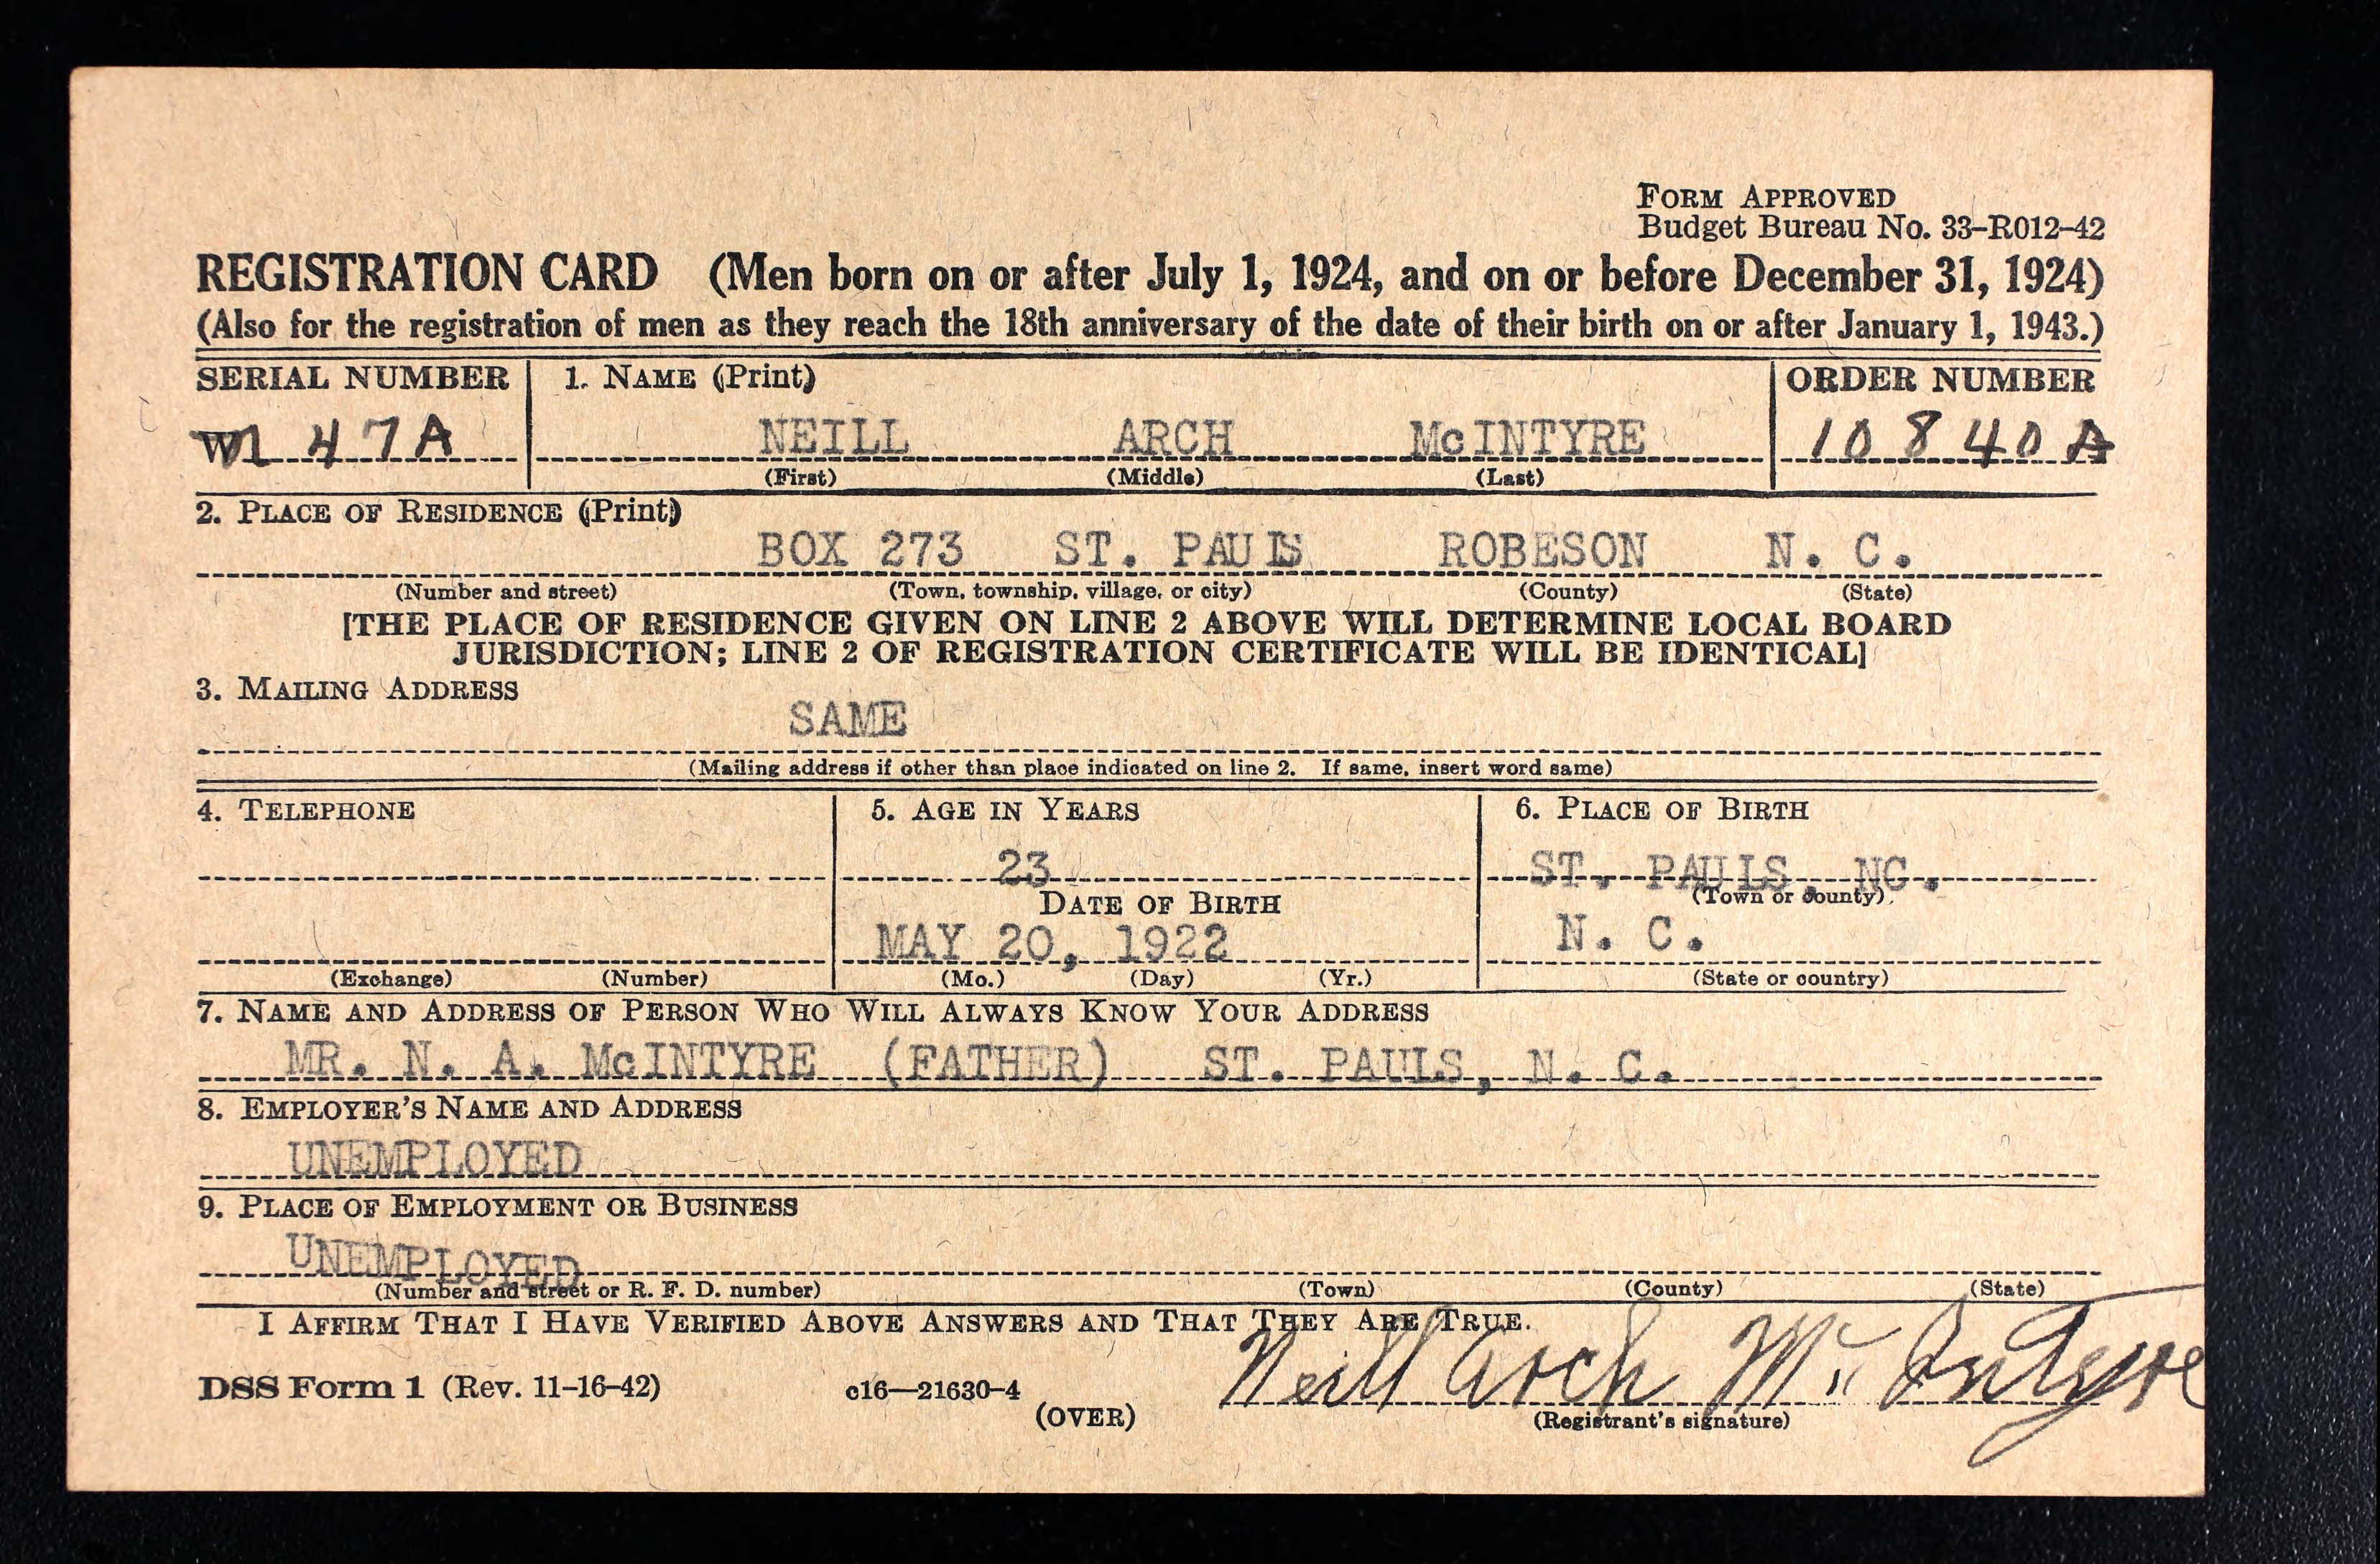 FORM APPROVED
Budget Bureau No. 33-R012-42
REGISTRATION CARD (Men born on or after July 1, 1924, and on or before December 31, 1924)
(Also for the registration of men as they reach the 18th anniversary of the date of their birth on or after January 1, 1943.)
SERIAL NUMBER 1. NAME (Print) ORDER NUMBER
W 47A NEILL ARCH McINTYRE 10840 A
(First) (Middle) (Last)
2. PLACE OF RESIDENCE (Print)
BOX 273 ST. PAULS ROBESON N. C.
(Number and street) (Town, township, village, or city) (County) (State)
[THE PLACE OF RESIDENCE GIVEN ON LINE 2 ABOVE WILL DETERMINE LOCAL BOARD
JURISDICTION; LINE 2 OF REGISTRATION CERTIFICATE WILL BE IDENTICAL]
3. MAILING ADDRESS
SAME
(Mailing address if other than place indicated on line 2. If same, insert word same)
4. TELEPHONE 5. AGE IN YEARS 6. PLACE OF BIRTH
23 ST. PAULS, NC.
DATE OF BIRTH (Town or county)
MAY 20, 1922 N. C.
(Exchange) (Number) (Mo.) (Day) (Yr.) (State or country)
7. NAME AND ADDRESS OF PERSON WHO WILL ALWAYS KNOW YOUR ADDRESS
MR. N. A. McINTYRE (FATHER) ST. PAULS, N. C.
8. EMPLOYER'S NAME AND ADDRESS
UNEMPLOYED
9. PLACE OF EMPLOYMENT OR BUSINESS
UNEMPLOYED
(Number and street or R. F. D. number) (Town) (County) (State)
I AFFIRM THAT I HAVE VERIFIED ABOVE ANSWERS AND THAT THEY ARE TRUE.
DSS Form 1 (Rev. 11-16-42) c16—21630-4 Neill Arch McIntyre
(OVER) (Registrant's signature)